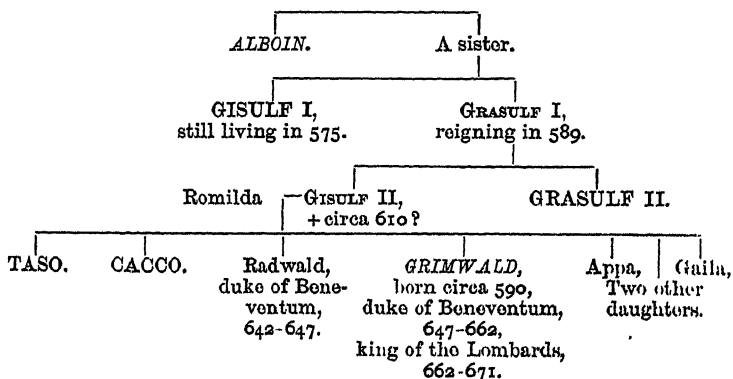 ALBOIN. A sister.
GISULF I, GRASULF I,
still living in 575. reigning in 589.
Romilda GISULF II, GRASULF II.
+ circa 610?
TASO. CACCO. Radwald, GRIMWALD, Appa, Gaila,
duke of Bene- born circa 590, Two other
ventum, duke of Beneventum, daughters.
642-647. 647-662,
king of the Lombards,
662-671.